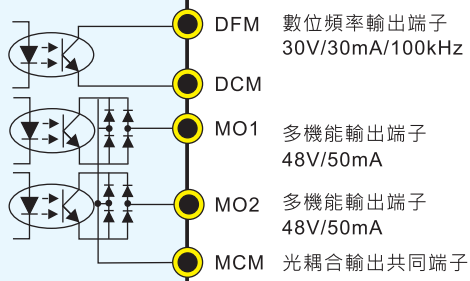 DFM 數位頻率輸出端子
30V/30mA/100kHz
DCM
MO1 多機能輸出端子
48V/50mA
MO2 多機能輸出端子
48V/50mA
MCM 光耦合輸出共同端子